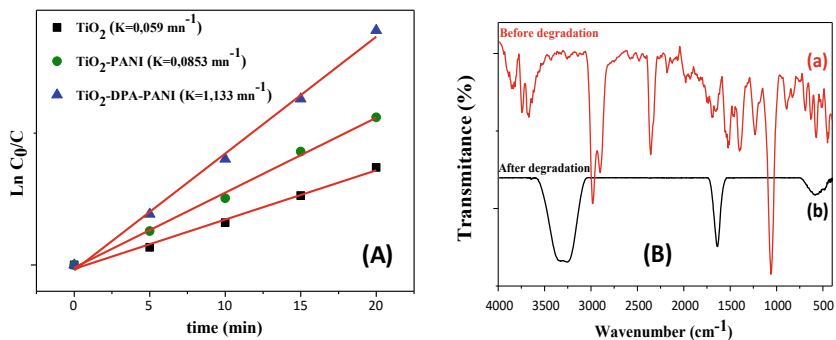 TiO2 (K=0,059 mn-1)
TiO2-PANI (K=0,0853 mn-1)
TiO2-DPA-PANI (K=1,133 mn-1)
Ln C0/C
(A)
0 5 10 15 20
time (min)
Before degradation
(a)
After degradation
(b)
(B)
Transmitance (%)
4000 3500 3000 2500 2000 1500 1000 500
Wavenumber (cm-1)